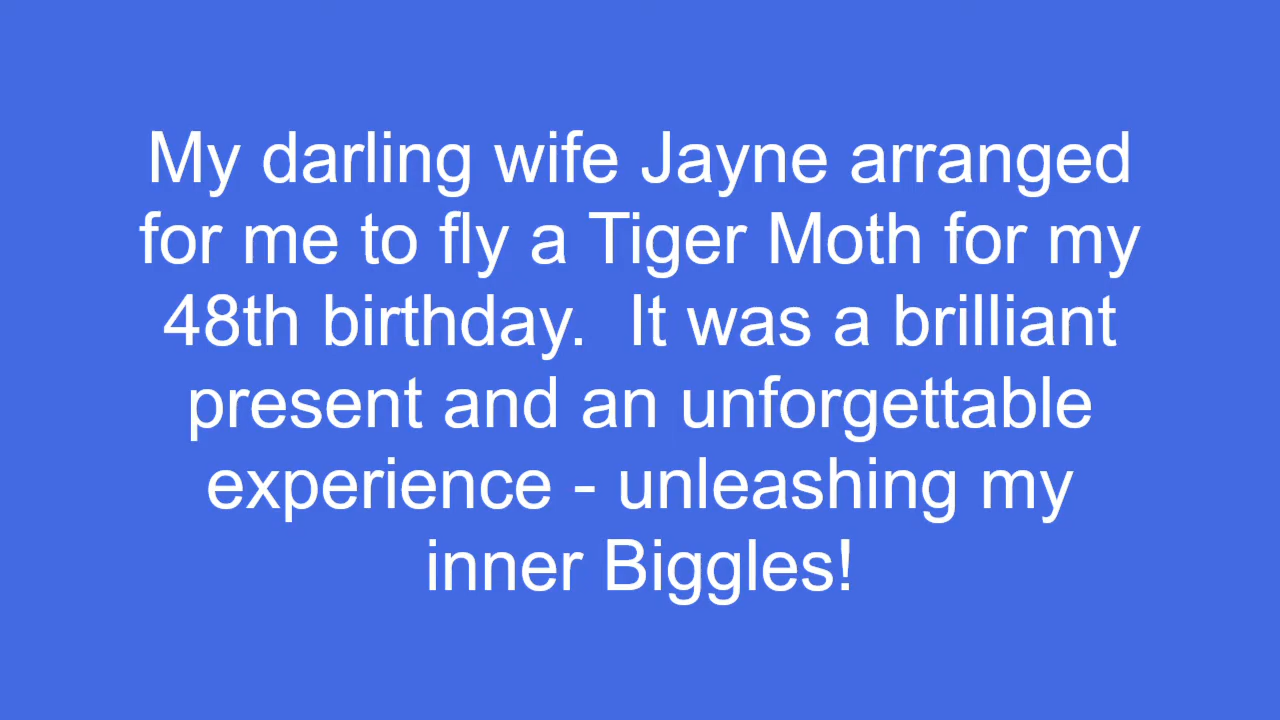 My darling wife Jayne arranged
for me to fly a Tiger Moth for my
48th birthday.  It was a brilliant
present and an unforgettable
experience - unleashing my
inner Biggles!